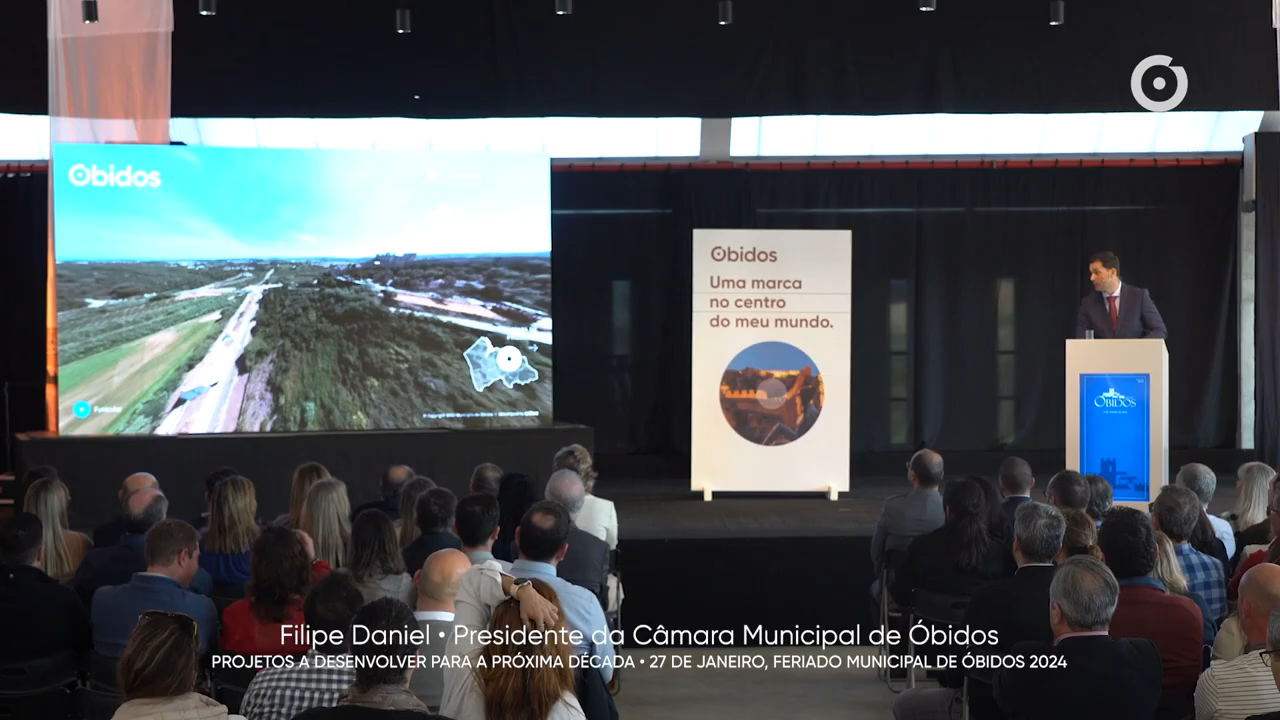 Óbidos
Funicular
Óbidos
Uma marca
no centro
do meu mundo.
ÓBIDOS
Filipe Daniel • Presidente da Câmara Municipal de Óbidos
PROJETOS A DESENVOLVER PARA A PRÓXIMA DÉCADA • 27 DE JANEIRO, FERIADO MUNICIPAL DE ÓBIDOS 2024